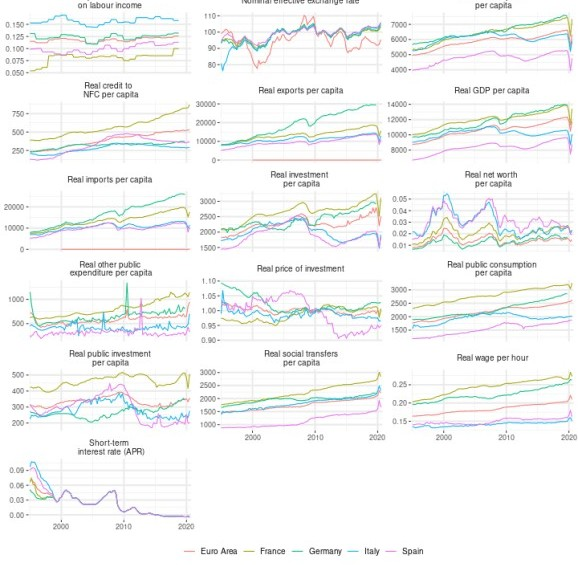 on labour income
Nominal effective exchange rate
per capita
0.150
0.125
0.100
0.075
0.050
110
100
90
80
7000
6000
5000
4000
Real credit to
NFC per capita
Real exports per capita
Real GDP per capita
750
500
250
30000
20000
10000
0
14000
12000
10000
8000
Real imports per capita
Real investment
per capita
Real net worth
per capita
20000
10000
0
3000
2500
2000
1500
0.05
0.04
0.03
0.02
0.01
Real other public
expenditure per capita
Real price of investment
Real public consumption
per capita
1000
500
1.10
1.05
1.00
0.95
0.90
3000
2500
2000
1500
Real public investment
per capita
Real social transfers
per capita
Real wage per hour
500
400
300
200
3000
2500
2000
1500
1000
0.25
0.20
0.15
2000 2010 2020
2000 2010 2020
Short-term
interest rate (APR)
0.09
0.06
0.03
0.00
2000 2010 2020
Euro Area France Germany Italy Spain